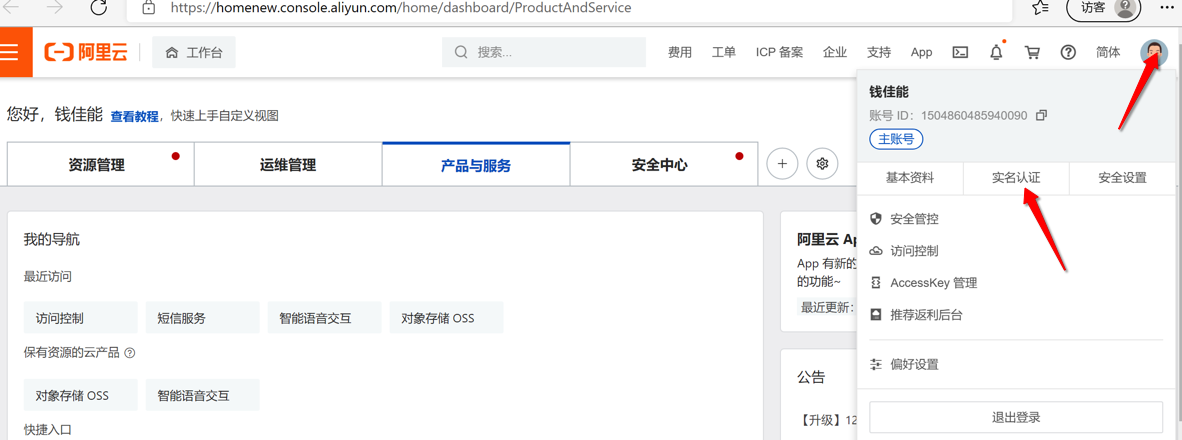 https://homenew.console.aliyun.com/home/dashboard/ProductAndService
访客
阿里云
工作台
搜索...
费用
工单
ICP 备案
企业
支持
App
简体
您好，钱佳能 查看教程，快速上手自定义视图
资源管理
运维管理
产品与服务
安全中心
我的导航
最近访问
访问控制
短信服务
智能语音交互
对象存储 OSS
保有资源的云产品
对象存储 OSS
智能语音交互
快捷入口
阿里云 Ap
App 有新的
的功能~
最近更新：
公告
【升级】12
钱佳能
账号 ID：1504860485940090
主账号
基本资料
实名认证
安全设置
安全管控
访问控制
AccessKey 管理
推荐返利后台
偏好设置
退出登录